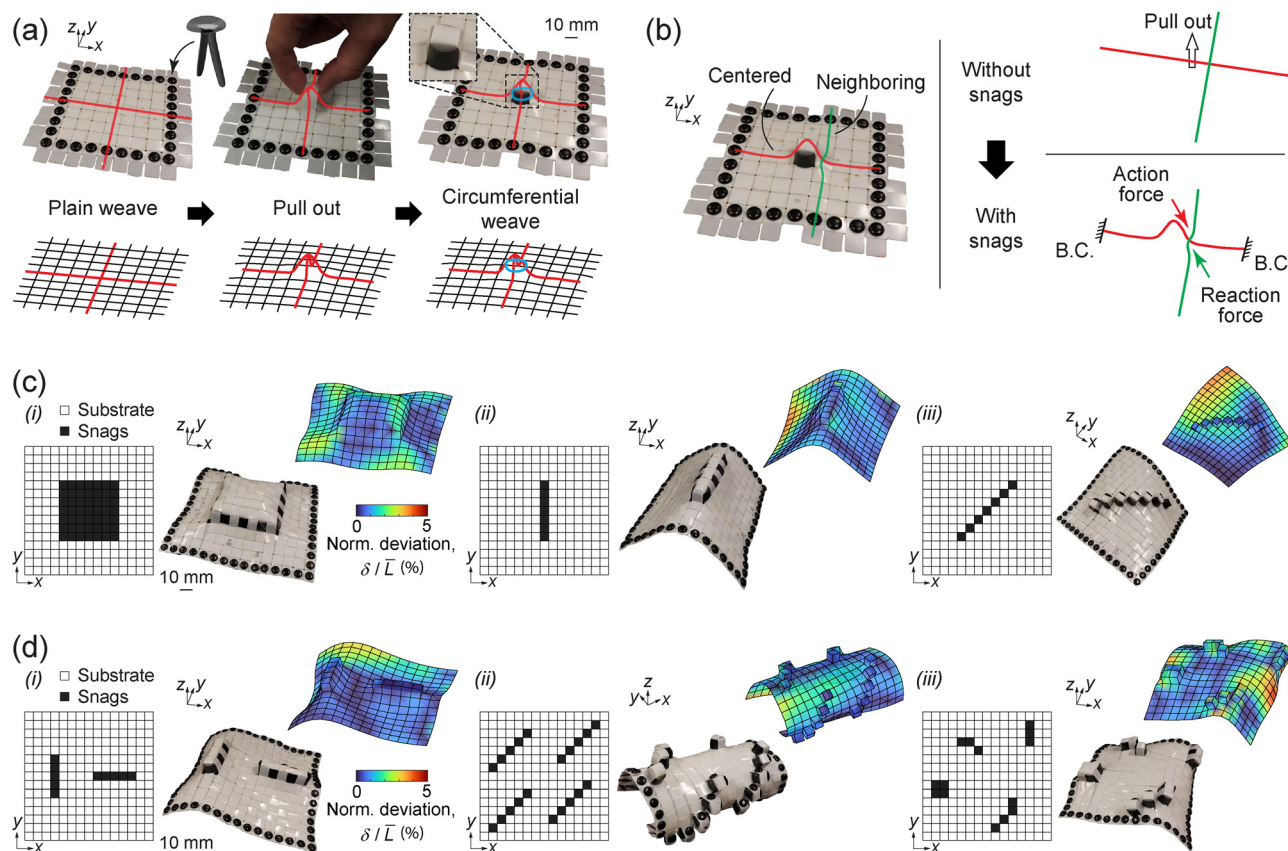 (a)
z
y
x
10 mm
Plain weave
Pull out
Circumferential
weave
(b)
z
y
x
Centered
Neighboring
Without
snags
With
snags
Pull out
Action
force
B.C.
B.C
Reaction
force
(c)
(i)
Substrate
Snags
y
x
z
y
x
10 mm
0
5
Norm. deviation,
δ / L̅ (%)
(ii)
y
x
z
y
x
(iii)
y
x
z
y
x
(d)
(i)
Substrate
Snags
y
x
z
y
x
10 mm
0
5
Norm. deviation,
δ / L̅ (%)
(ii)
y
x
z
y
x
(iii)
y
x
z
y
x